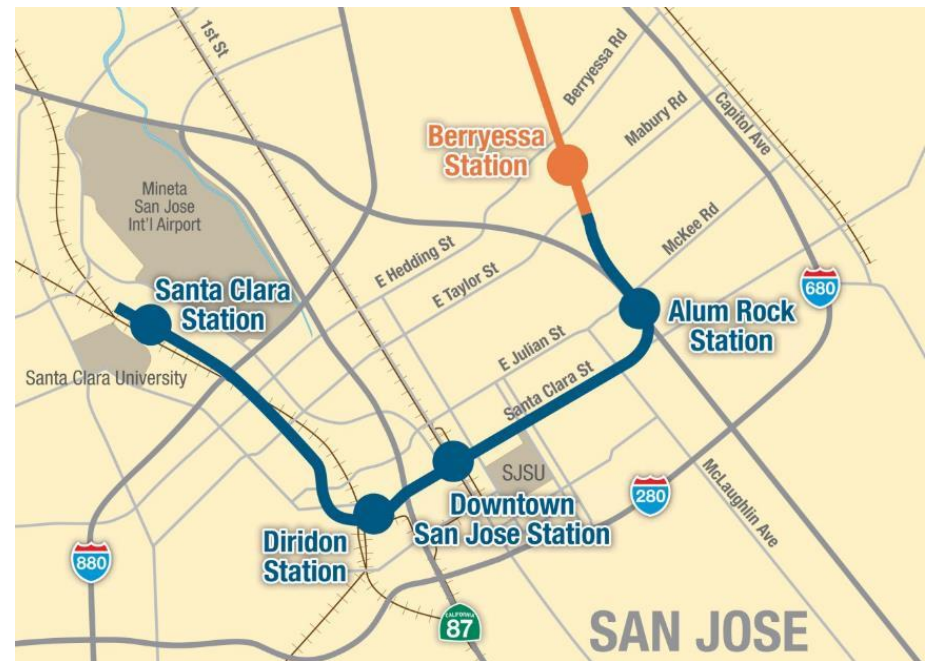 1st St
Berryessa Rd
Mabury Rd
Capitol Ave
Berryessa
Station
Mineta
San Jose
Int'l Airport
McKee Rd
E Hedding St
E Taylor St
680
Santa Clara
Station
Alum Rock
Station
E Julian St
Santa Clara University
Santa Clara St
SJSU
McLaughlin Ave
280
Downtown
San Jose Station
Diridon
Station
880
CALIFORNIA
87
SAN JOSE